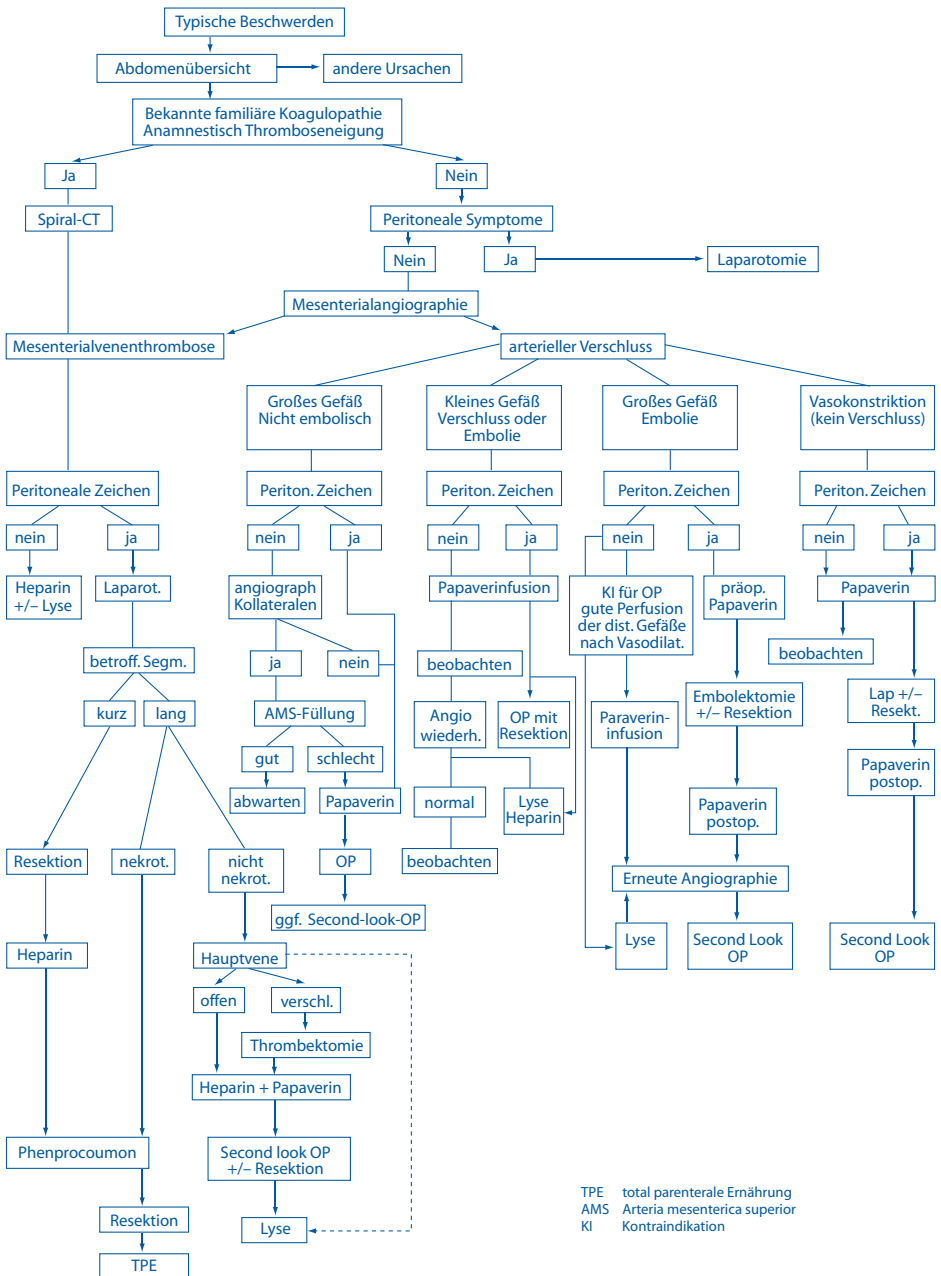 Typische Beschwerden
Abdomenübersicht
andere Ursachen
Bekannte familiäre Koagulopathie
Anamnestisch Thromboseneigung
Ja
Nein
Spiral-CT
Peritoneale Symptome
Nein
Ja
Laparotomie
Mesenterialangiographie
Mesenterialvenenthrombose
arterieller Verschluss
Großes Gefäß
Nicht embolisch
Kleines Gefäß
Verschluss oder
Embolie
Großes Gefäß
Embolie
Vasokonstriktion
(kein Verschluss)
Peritoneale Zeichen
Periton. Zeichen
Periton. Zeichen
Periton. Zeichen
Periton. Zeichen
nein
ja
nein
ja
nein
ja
nein
ja
nein
ja
Heparin
+/– Lyse
Laparot.
angiograph
Kollateralen
Papaverinfusion
KI für OP
gute Perfusion
der dist. Gefäße
nach Vasodilat.
präop.
Papaverin
Papaverin
betroff. Segm.
ja
nein
beobachten
beobachten
kurz
lang
AMS-Füllung
Angio
wiederh.
OP mit
Resektion
Paraverin-
infusion
Embolektomie
+/– Resektion
Lap +/–
Resekt.
gut
schlecht
abwarten
Papaverin
normal
Lyse
Heparin
Papaverin
postop.
Papaverin
postop.
Resektion
nekrot.
nicht
nekrot.
OP
beobachten
Erneute Angiographie
ggf. Second-look-OP
Heparin
Hauptvene
Lyse
Second Look
OP
Second Look
OP
offen
verschl.
Thrombektomie
Heparin + Papaverin
Phenprocoumon
Second look OP
+/– Resektion
Resektion
Lyse
TPE
TPE total parenterale Ernährung
AMS Arteria mesenterica superior
KI Kontraindikation